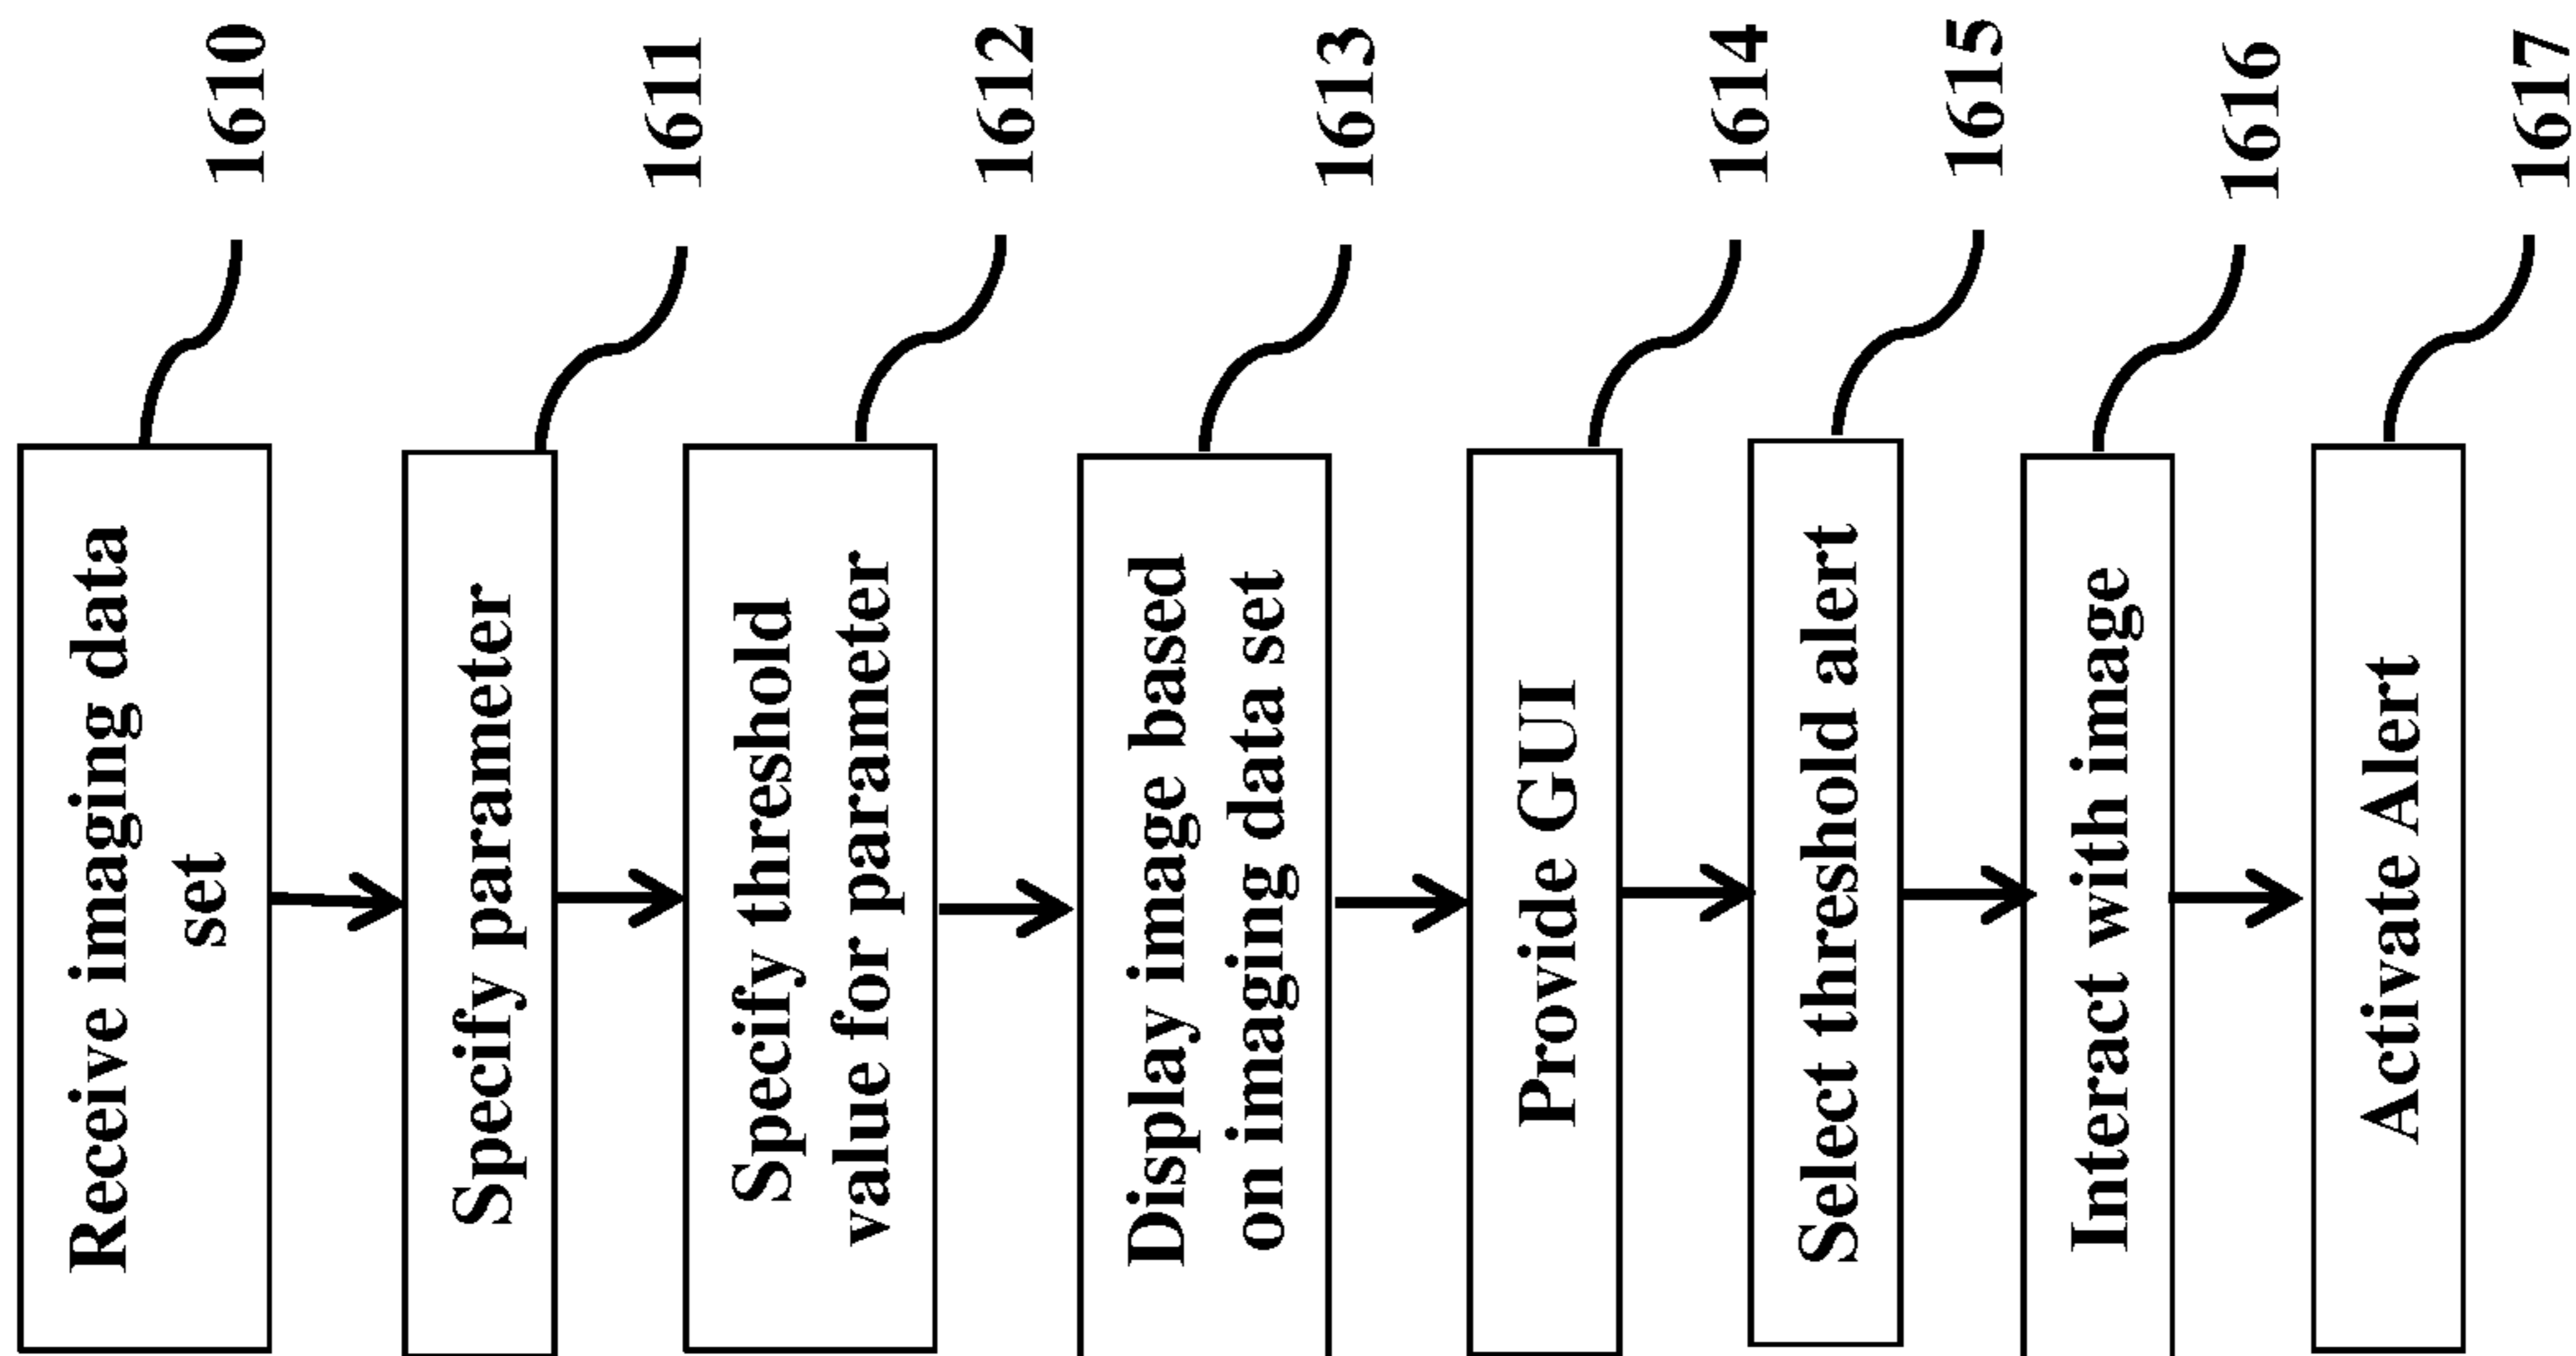 Receive imaging data
set
1610
Specify parameter
1611
Specify threshold
value for parameter
1612
Display image based
on imaging data set
1613
Provide GUI
1614
Select threshold alert
1615
Interact with image
1616
Activate Alert
1617